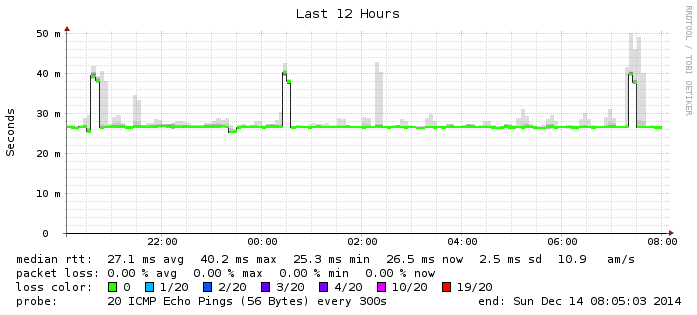 Last 12 Hours
RRDTOOL / TOBI OETIKER
Seconds
50 m
40 m
30 m
20 m
10 m
0
22:00 00:00 02:00 04:00 06:00 08:00
median rtt: 27.1 ms avg 40.2 ms max 25.3 ms min 26.5 ms now 2.5 ms sd 10.9 am/s
packet loss: 0.00 % avg 0.00 % max 0.00 % min 0.00 % now
loss color: 0 1/20 2/20 3/20 4/20 10/20 19/20
probe: 20 ICMP Echo Pings (56 Bytes) every 300s end: Sun Dec 14 08:05:03 2014